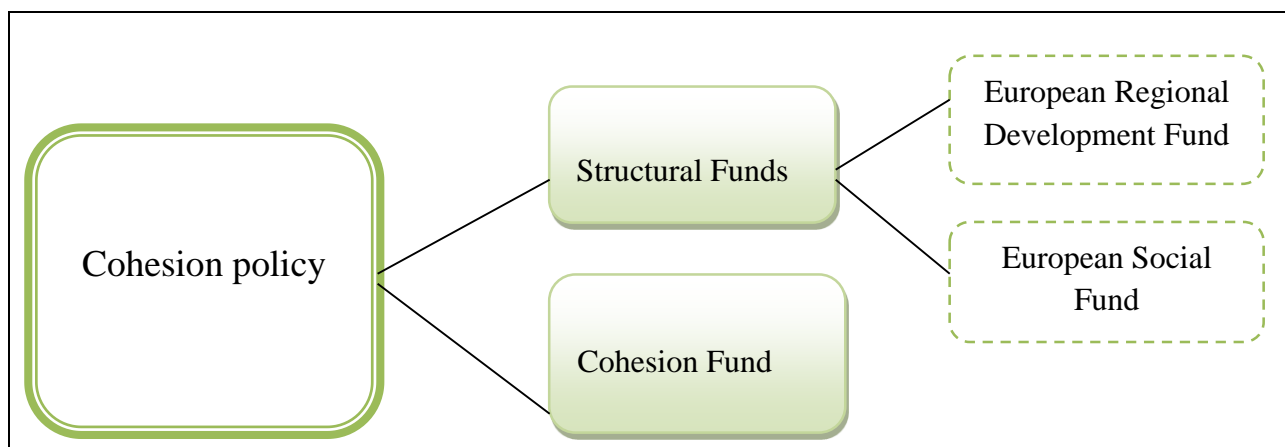 Cohesion policy
Structural Funds
Cohesion Fund
European Regional
Development Fund
European Social
Fund